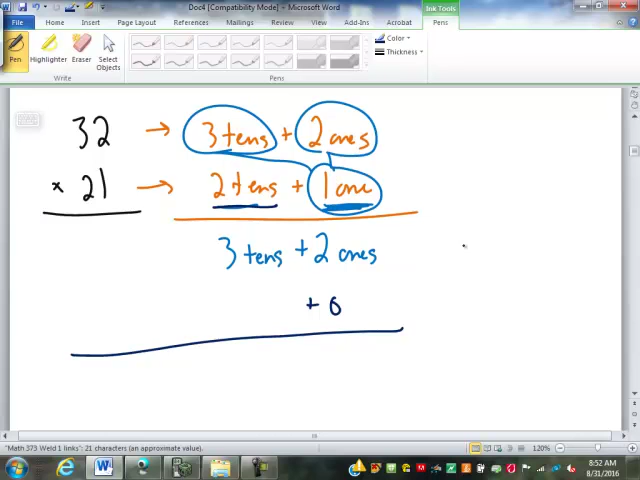 Doc4 [Compatibility Mode] - Microsoft Word
Ink Tools
File Home Insert Page Layout References Mailings Review View Add-Ins Acrobat Pens
Pen Highlighter Eraser Select Objects
Color
Thickness
Write Pens
32 → 3 tens + 2 ones
x 21 → 2 tens + 1 one
3 tens + 2 ones
+ 0
"Math 373 Weld 1 links": 21 characters (an approximate value).
120%
8:52 AM
8/31/2016